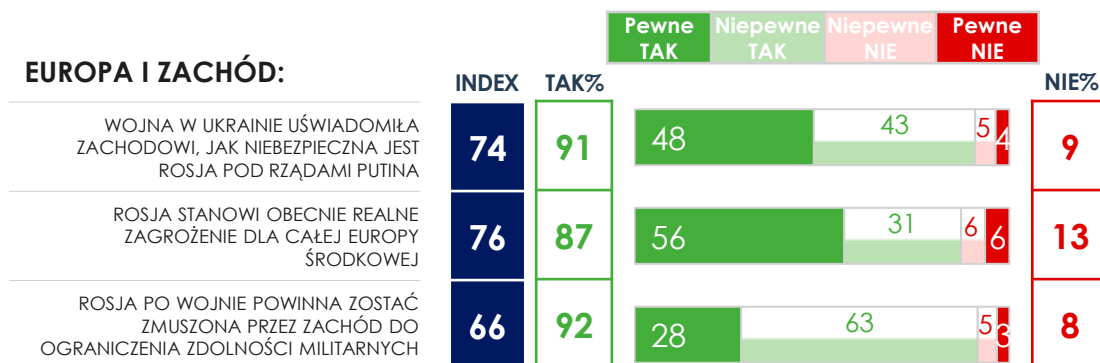 Pewne TAK Niepewne TAK Niepewne NIE Pewne NIE
EUROPA I ZACHÓD:
INDEX TAK% NIE%
WOJNA W UKRAINIE UŚWIADOMIŁA
ZACHODOWI, JAK NIEBEZPIECZNA JEST
ROSJA POD RZĄDAMI PUTINA
74 91 48 43 5 4 9
ROSJA STANOWI OBECNIE REALNE
ZAGROŻENIE DLA CAŁEJ EUROPY
ŚRODKOWEJ
76 87 56 31 6 6 13
ROSJA PO WOJNIE POWINNA ZOSTAĆ
ZMUSZONA PRZEZ ZACHÓD DO
OGRANICZENIA ZDOLNOŚCI MILITARNYCH
66 92 28 63 5 3 8